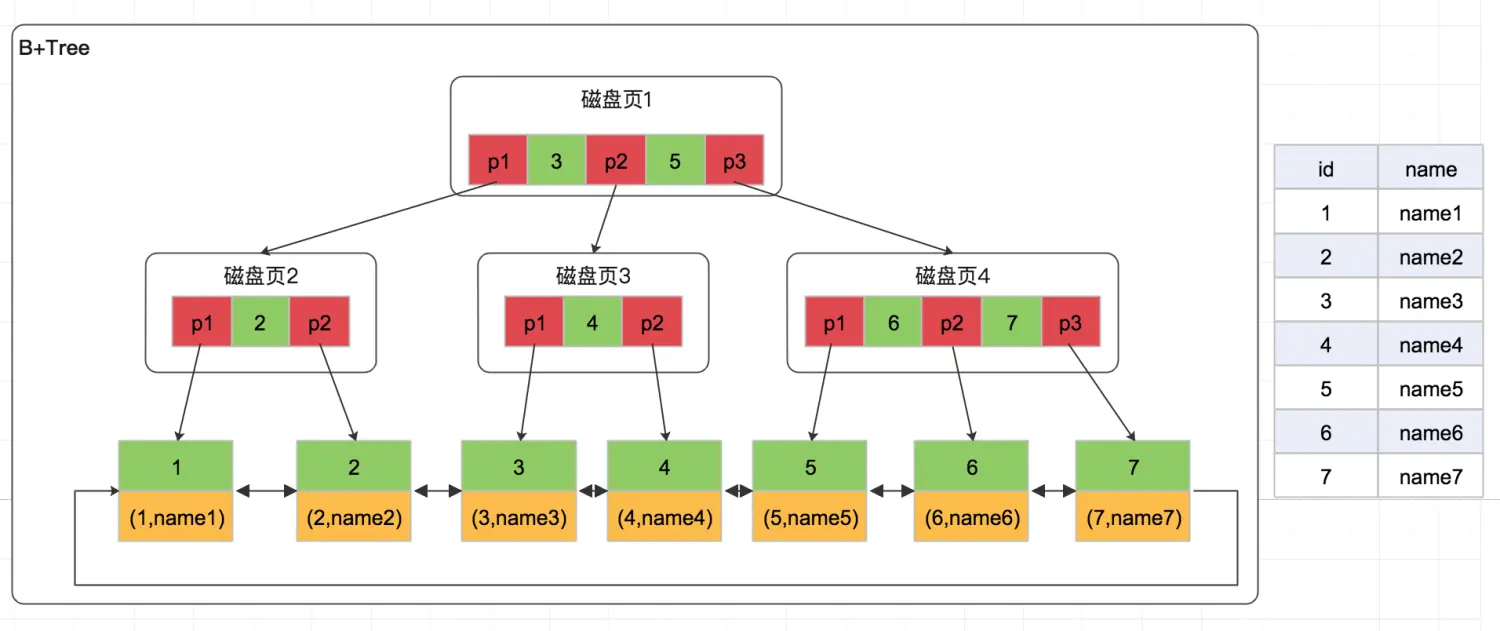 B+Tree
磁盘页1
p1 3 p2 5 p3
磁盘页2
磁盘页3
磁盘页4
p1 2 p2
p1 4 p2
p1 6 p2 7 p3
1 2 3 4 5 6 7
(1,name1) (2,name2) (3,name3) (4,name4) (5,name5) (6,name6) (7,name7)
id name
1 name1
2 name2
3 name3
4 name4
5 name5
6 name6
7 name7